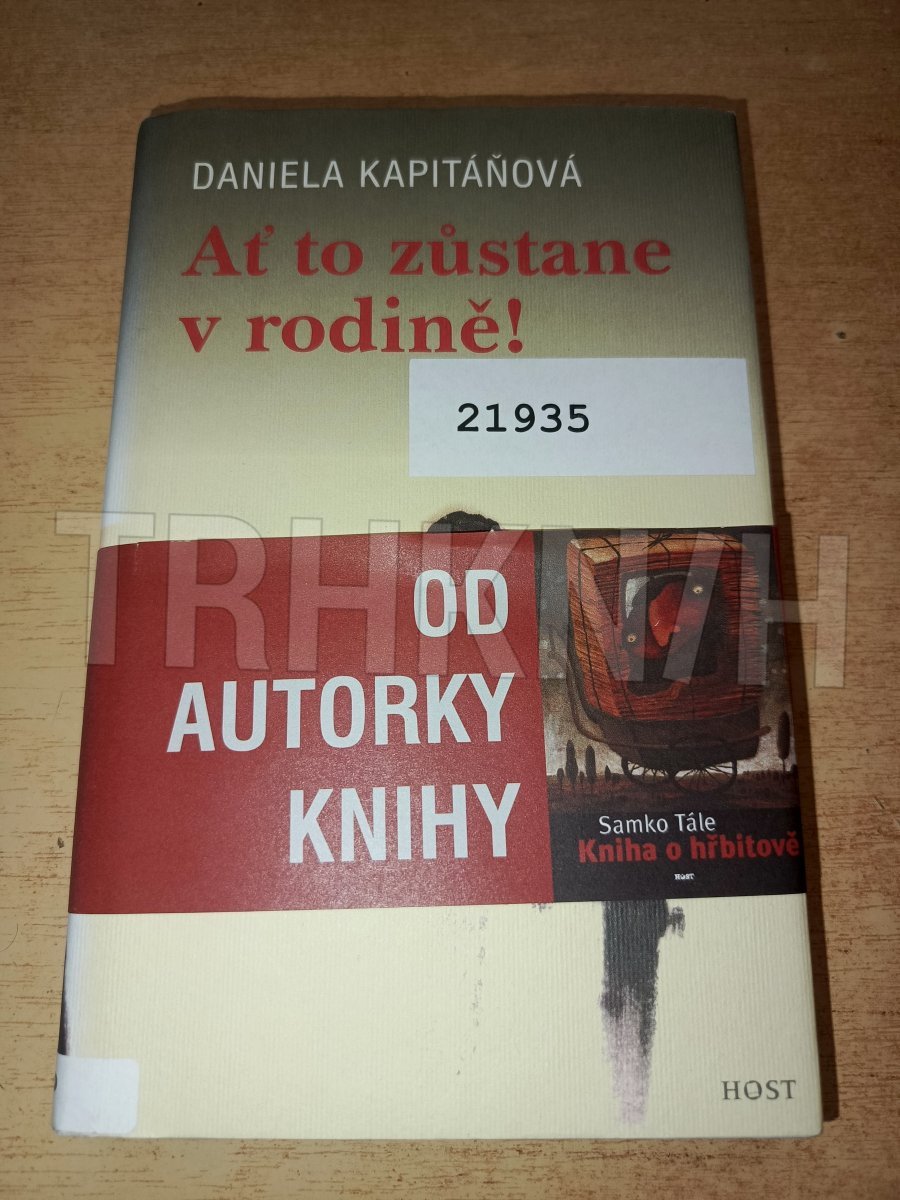 DANIELA KAPITÁŇOVÁ
Ať to zůstane
v rodině!
21935
TRHKNIH
OD
AUTORKY
KNIHY
Samko Tále
Kniha o hřbitově
HOST
HOST